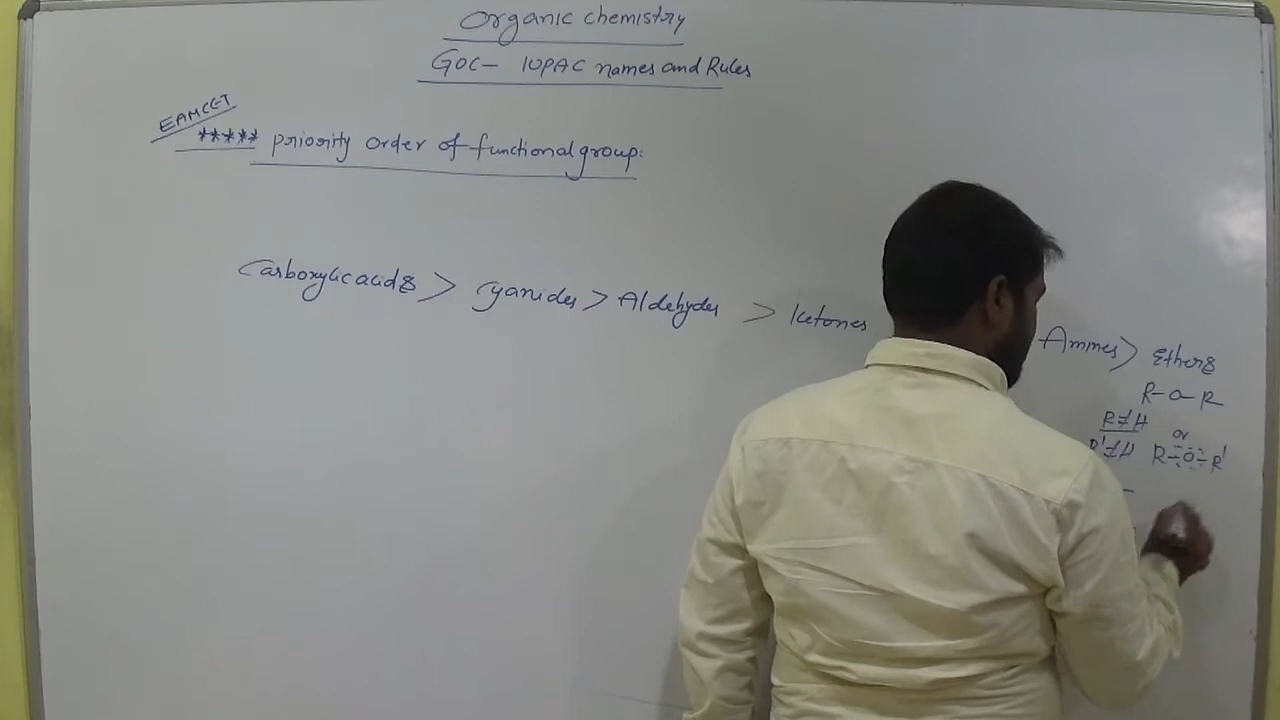 Organic chemistry
GOC- IUPAC names and Rules
EAMCET
***** priority order of functional group:
Carboxylic acids > Cyanides > Aldehydes > Ketones Amines > Ethers
R-O-R
R≠H or
R'≠H R-O-R'